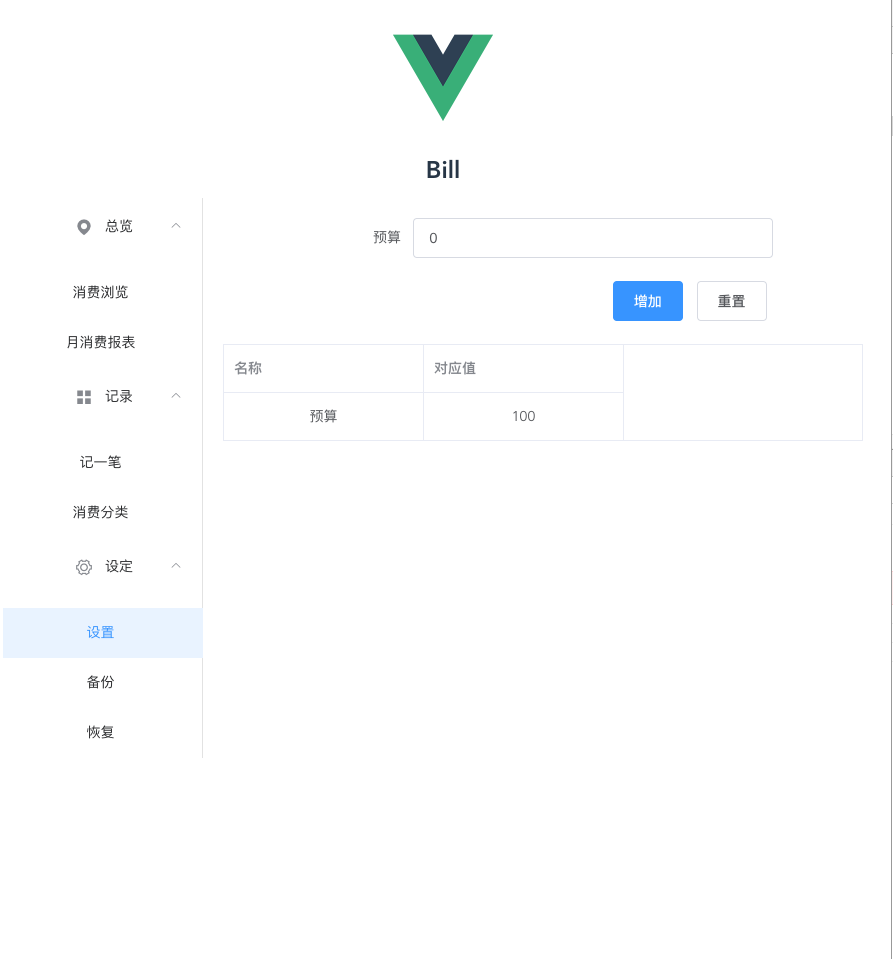 Bill
总览
消费浏览
月消费报表
记录
记一笔
消费分类
设定
设置
备份
恢复
预算 0
增加 重置
名称 对应值
预算 100